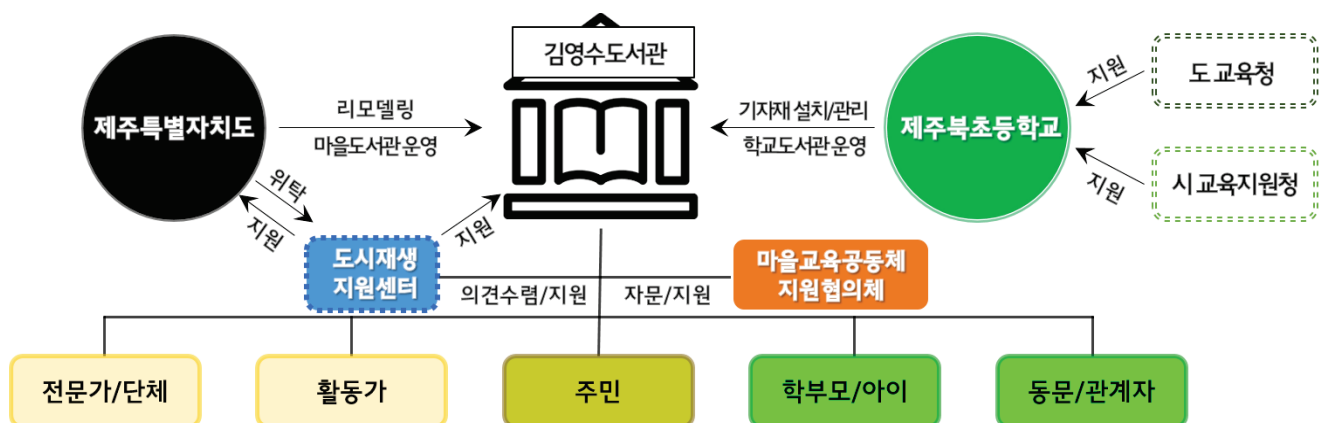 김영수도서관
제주특별자치도
리모델링
마을도서관 운영
기자재 설치/관리
학교도서관 운영
제주북초등학교
지원
도 교육청
지원
시 교육지원청
위탁
지원
지원
도시재생
지원센터
의견수렴/지원
자문/지원
마을교육공동체
지원협의체
전문가/단체
활동가
주민
학부모/아이
동문/관계자